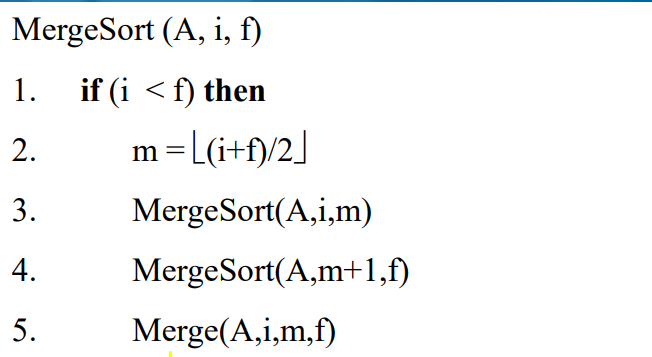 MergeSort (A, i, f)
1. if (i < f) then
2. m = ⌊(i+f)/2⌋
3. MergeSort(A,i,m)
4. MergeSort(A,m+1,f)
5. Merge(A,i,m,f)